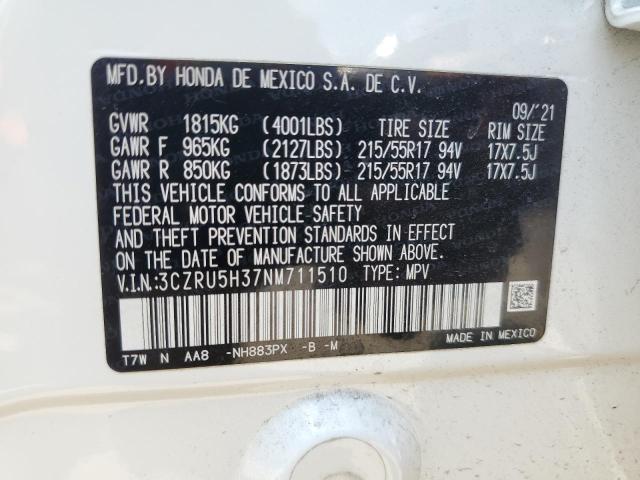 MFD. BY HONDA DE MEXICO S.A. DE C.V.
09/'21
GVWR 1815KG (4001LBS) TIRE SIZE RIM SIZE
GAWR F 965KG (2127LBS) 215/55R17 94V 17X7.5J
GAWR R 850KG (1873LBS) 215/55R17 94V 17X7.5J
THIS VEHICLE CONFORMS TO ALL APPLICABLE
FEDERAL MOTOR VEHICLE SAFETY
AND THEFT PREVENTION STANDARDS IN EFFECT
ON THE DATE OF MANUFACTURE SHOWN ABOVE.
V.I.N.:3CZRU5H37NM711510 TYPE: MPV
T7W N AA8 -NH883PX -B -M
MADE IN MEXICO